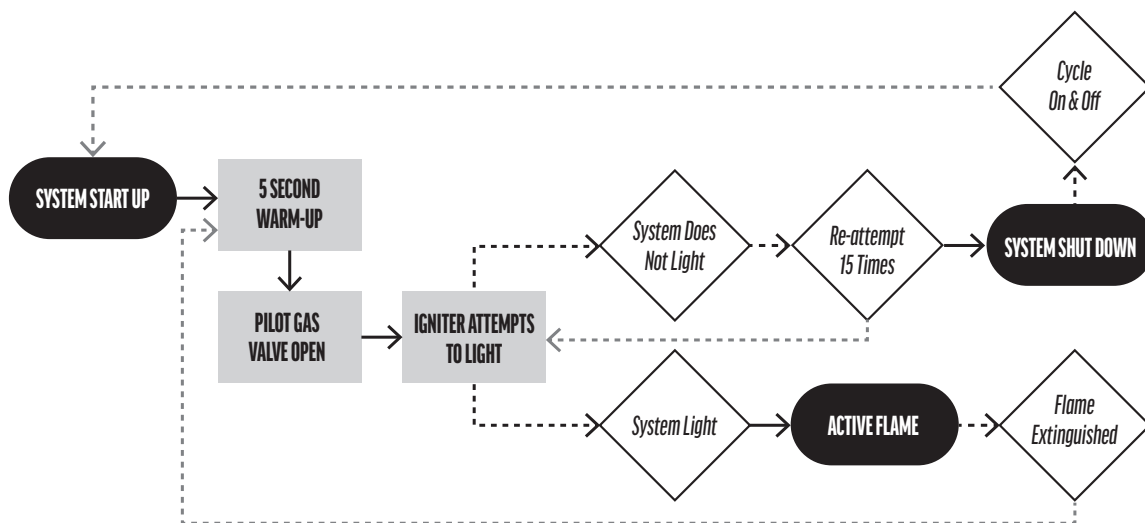 Cycle
On & Off
SYSTEM START UP
5 SECOND
WARM-UP
System Does
Not Light
Re-attempt
15 Times
SYSTEM SHUT DOWN
PILOT GAS
VALVE OPEN
IGNITER ATTEMPTS
TO LIGHT
System Light
ACTIVE FLAME
Flame
Extinguished